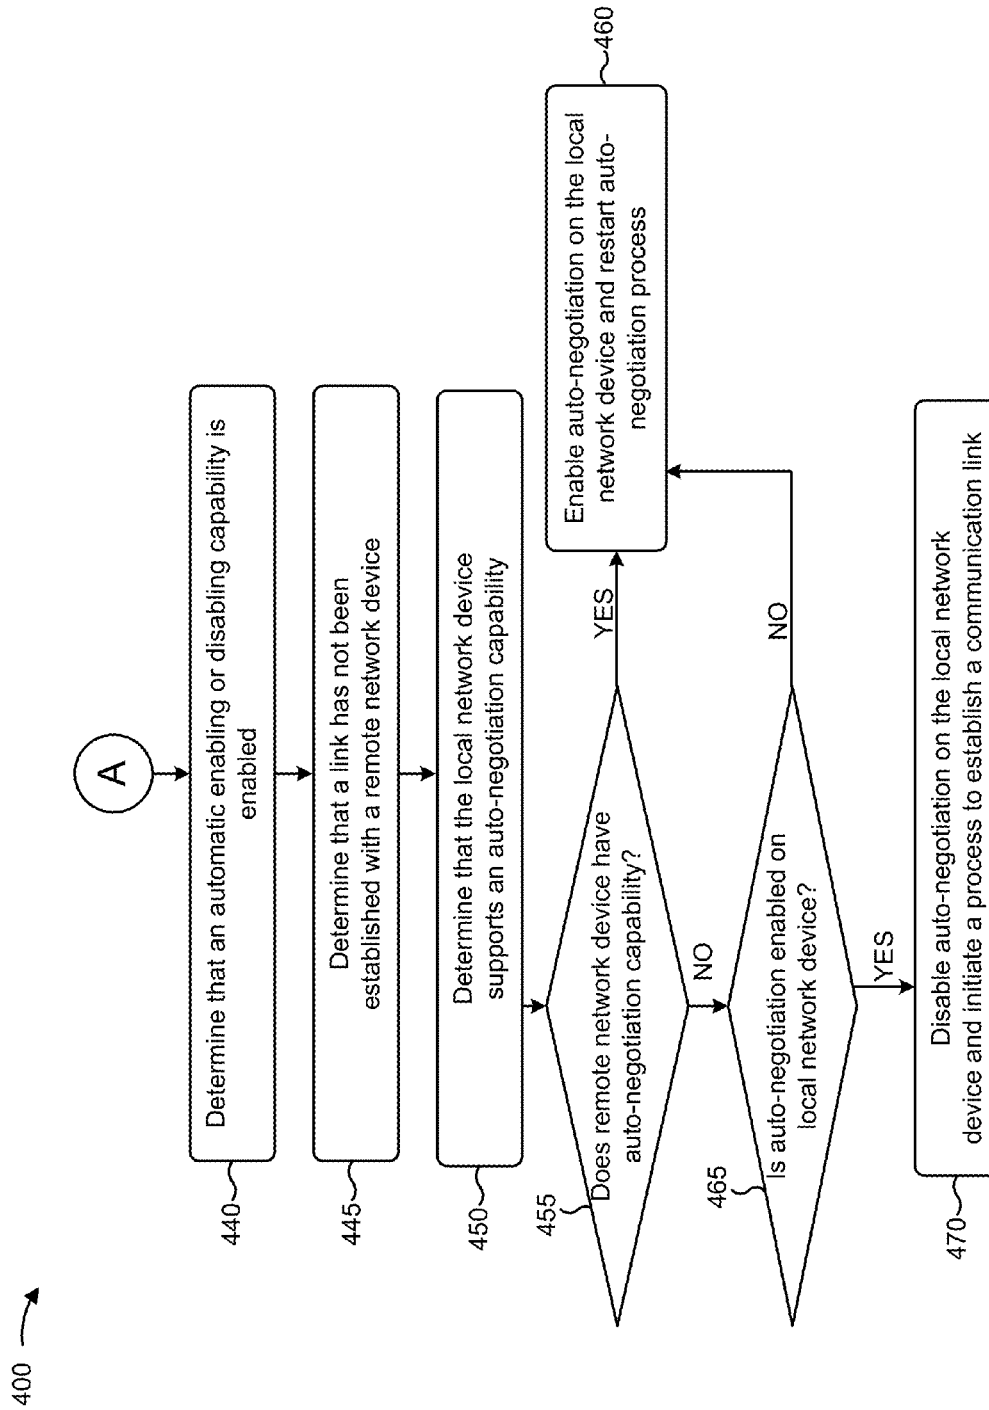 400
A
440
Determine that an automatic enabling or disabling capability is
enabled
445
Determine that a link has not been
established with a remote network device
450
Determine that the local network device
supports an auto-negotiation capability
455
Does remote network device have
auto-negotiation capability?
YES
460
Enable auto-negotiation on the local
network device and restart auto-
negotiation process
NO
465
Is auto-negotiation enabled on
local network device?
NO
YES
470
Disable auto-negotiation on the local network
device and initiate a process to establish a communication link